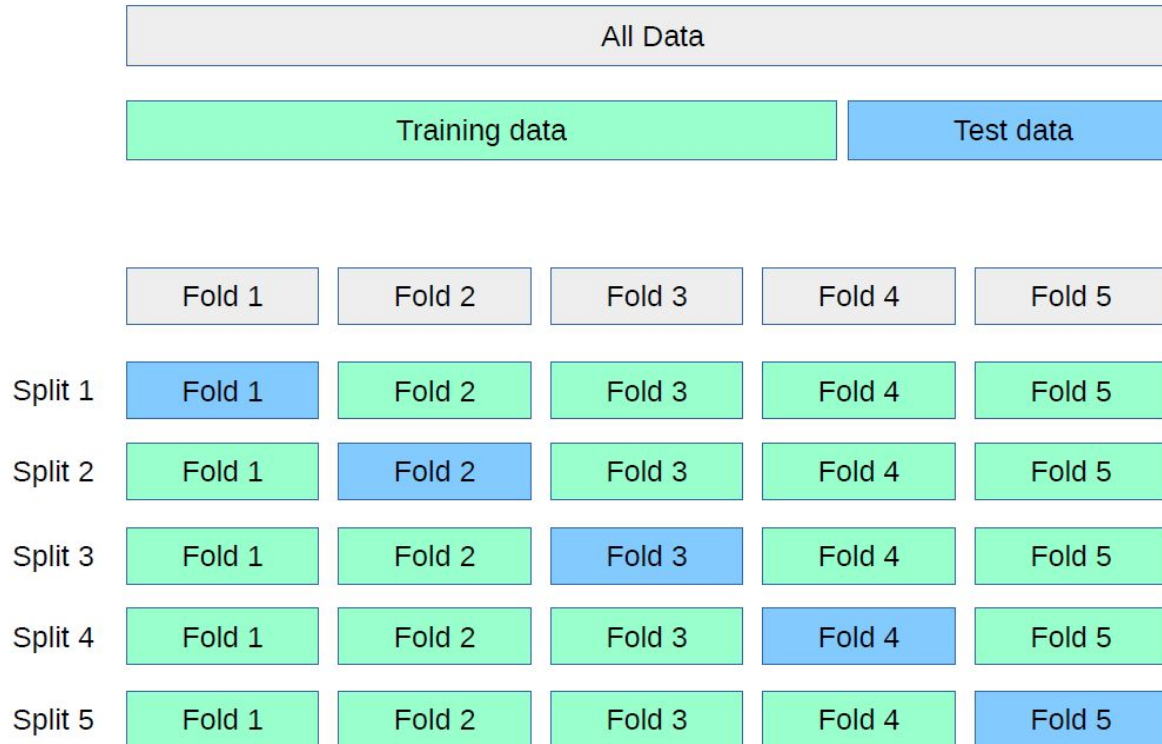 All Data
Training data Test data
Fold 1 Fold 2 Fold 3 Fold 4 Fold 5
Split 1 Fold 1 Fold 2 Fold 3 Fold 4 Fold 5
Split 2 Fold 1 Fold 2 Fold 3 Fold 4 Fold 5
Split 3 Fold 1 Fold 2 Fold 3 Fold 4 Fold 5
Split 4 Fold 1 Fold 2 Fold 3 Fold 4 Fold 5
Split 5 Fold 1 Fold 2 Fold 3 Fold 4 Fold 5